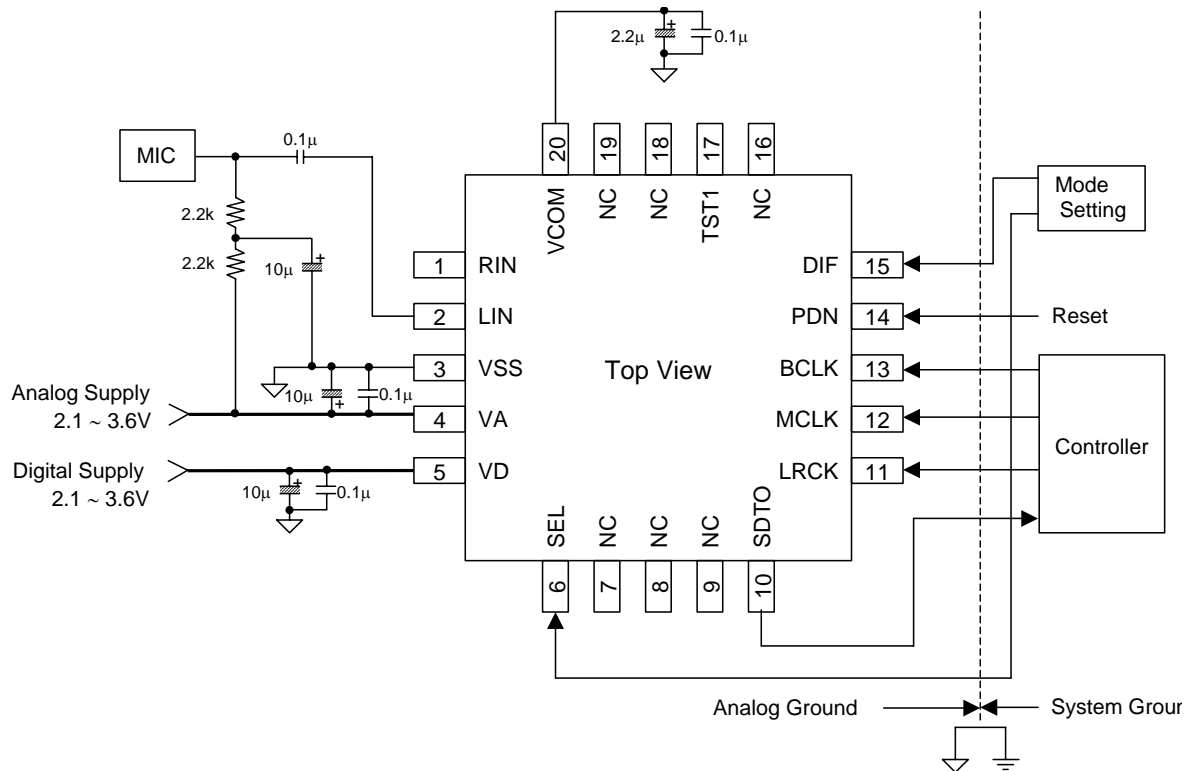 2.2μ
+
0.1μ
0.1μ
MIC
20
19
18
17
16
VCOM
NC
NC
TST1
NC
Mode
Setting
2.2k
2.2k
10μ
+
1
RIN
DIF
15
2
LIN
PDN
14
Reset
3
VSS
Top View
BCLK
13
10μ
+
0.1μ
Analog Supply
2.1 ~ 3.6V
4
VA
MCLK
12
Controller
Digital Supply
2.1 ~ 3.6V
5
VD
LRCK
11
10μ
+
0.1μ
SEL
NC
NC
NC
SDTO
6
7
8
9
10
Analog Ground
System Groun